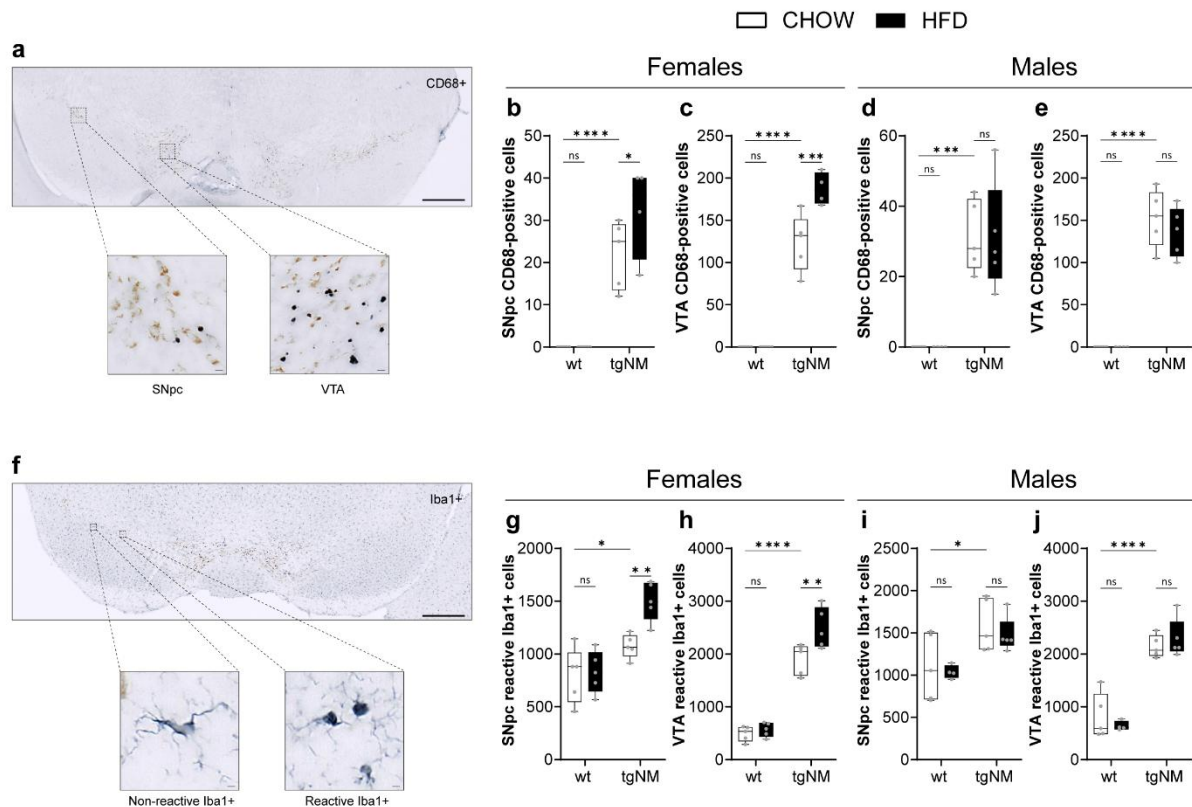 CHOW HFD
a
CD68+
SNpc VTA
Females Males
b
SNpc CD68-positive cells
50
40
30
20
10
0
ns
****
*
wt tgNM
c
VTA CD68-positive cells
250
200
150
100
50
0
ns
****
***
wt tgNM
d
SNpc CD68-positive cells
60
40
20
0
ns
***
ns
wt tgNM
e
VTA CD68-positive cells
250
200
150
100
50
0
ns
****
ns
wt tgNM
f
Iba1+
Non-reactive Iba1+ Reactive Iba1+
Females Males
g
SNpc reactive Iba1+ cells
2000
1500
1000
500
0
ns
*
**
wt tgNM
h
VTA reactive Iba1+ cells
4000
3000
2000
1000
0
ns
****
**
wt tgNM
i
SNpc reactive Iba1+ cells
2500
2000
1500
1000
500
0
ns
*
ns
wt tgNM
j
VTA reactive Iba1+ cells
4000
3000
2000
1000
0
ns
****
ns
wt tgNM